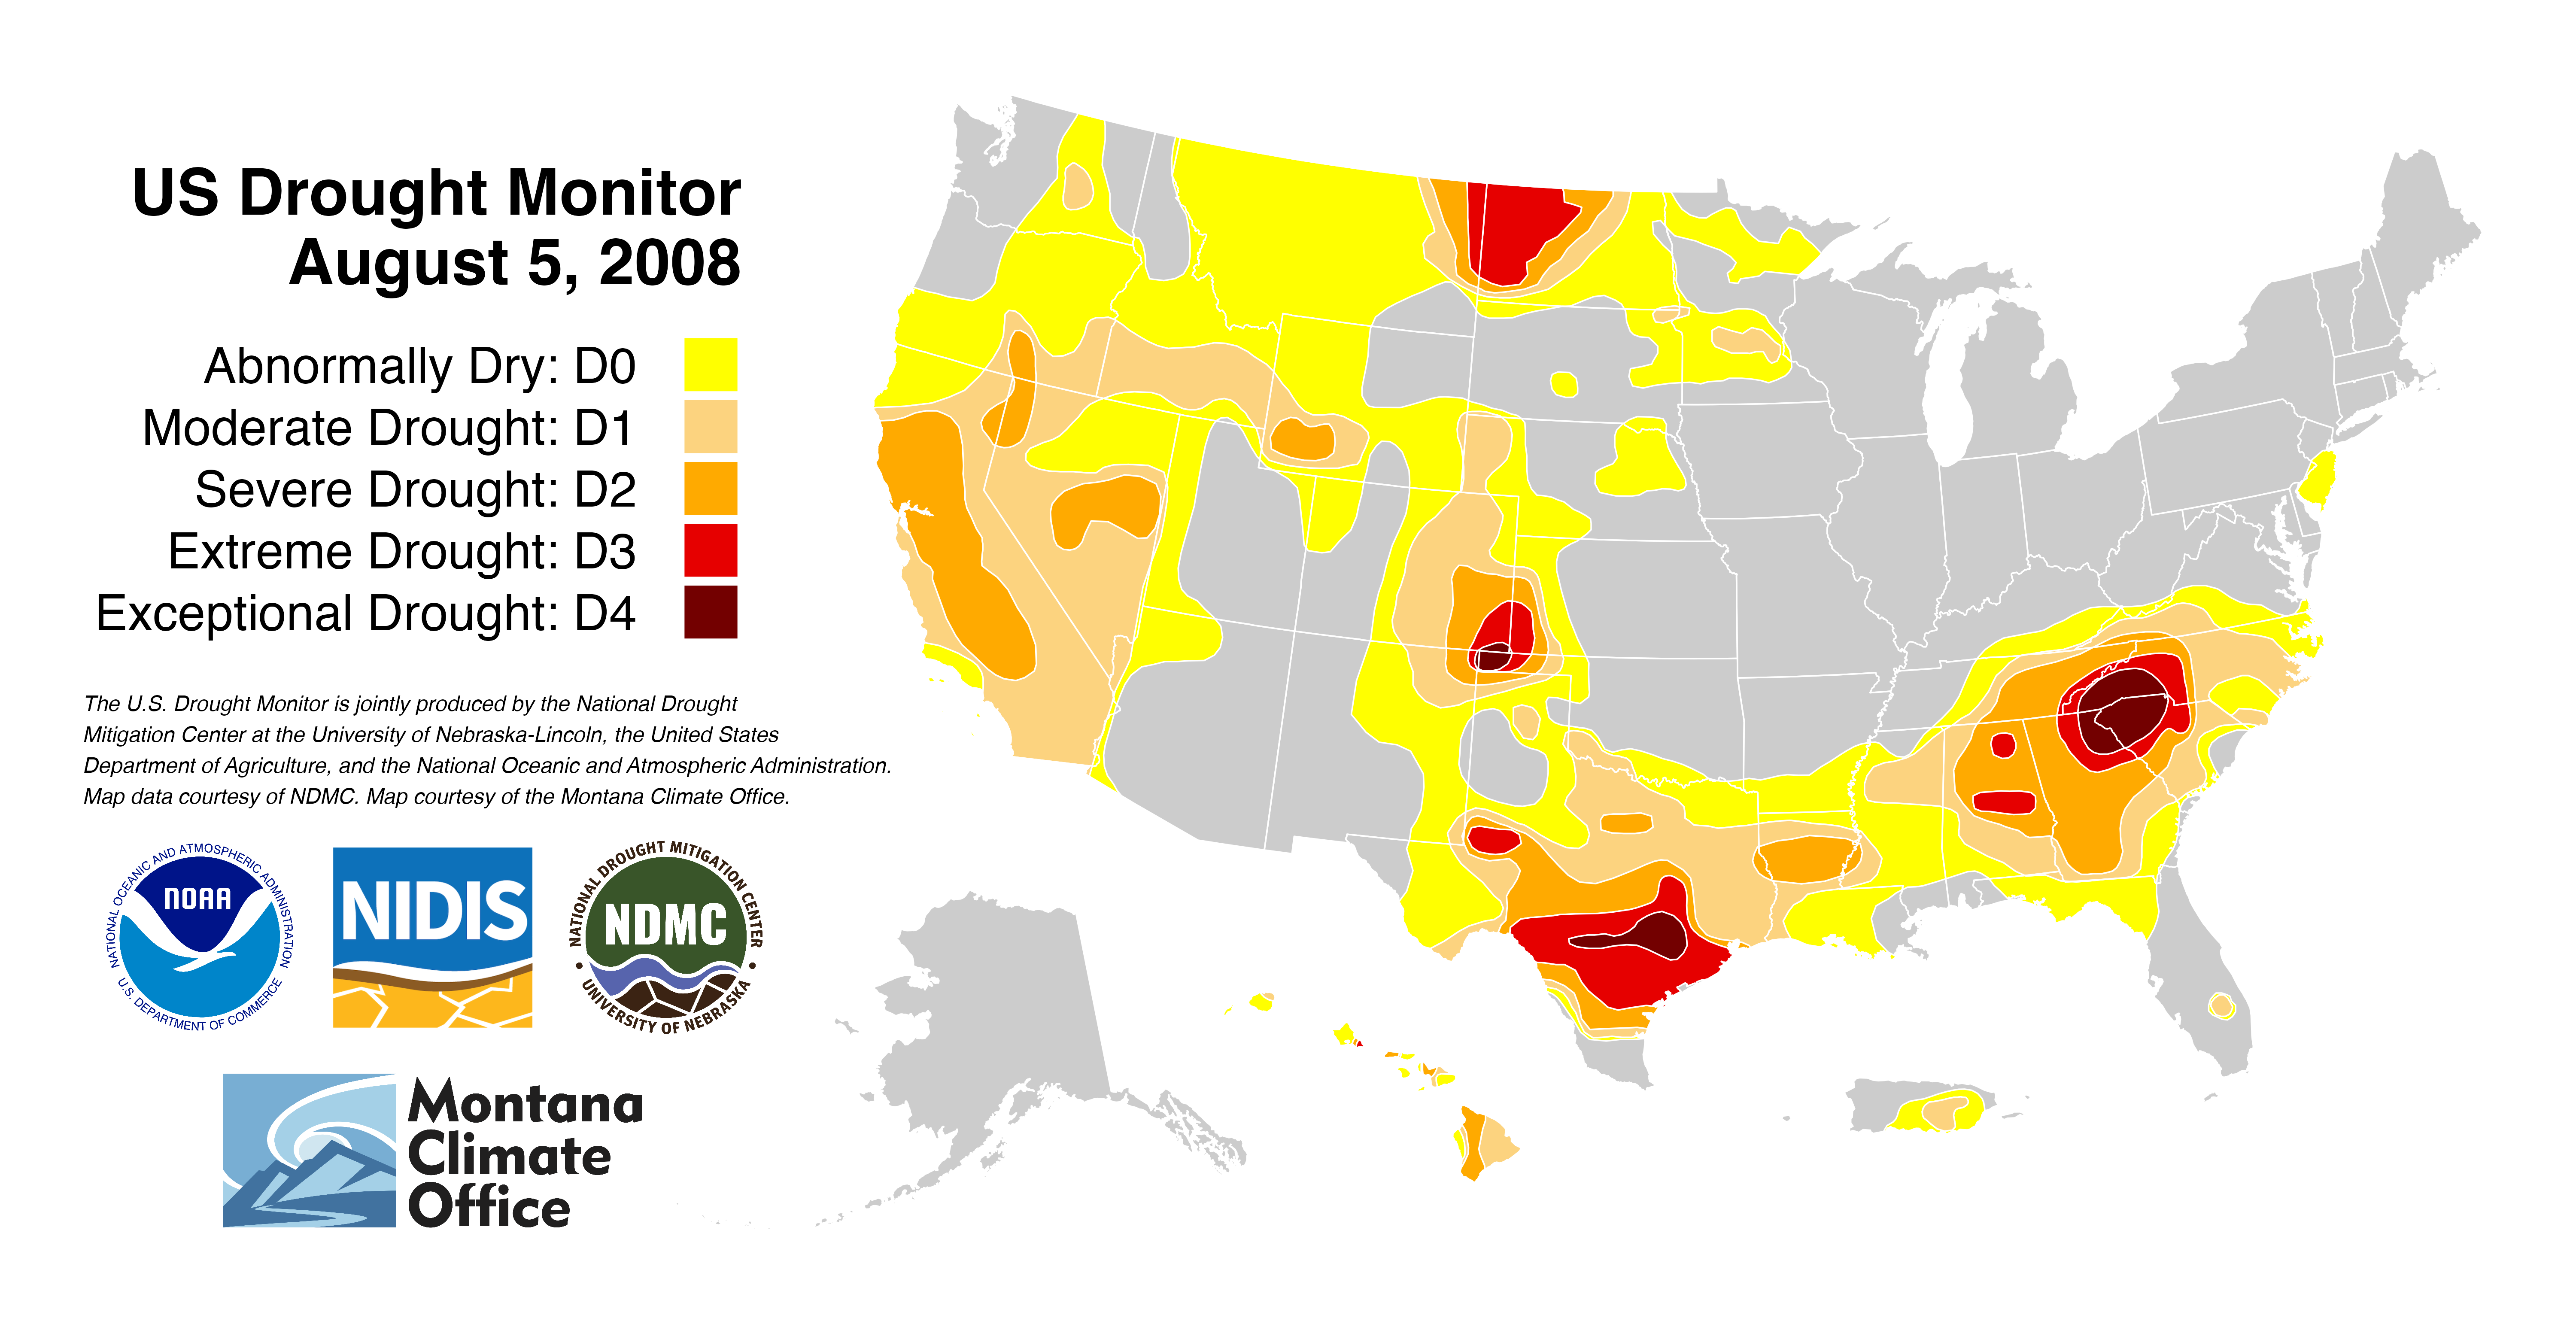 US Drought Monitor
August 5, 2008
Abnormally Dry: D0
Moderate Drought: D1
Severe Drought: D2
Extreme Drought: D3
Exceptional Drought: D4
The U.S. Drought Monitor is jointly produced by the National Drought
Mitigation Center at the University of Nebraska-Lincoln, the United States
Department of Agriculture, and the National Oceanic and Atmospheric Administration.
Map data courtesy of NDMC. Map courtesy of the Montana Climate Office.
NATIONAL OCEANIC AND ATMOSPHERIC ADMINISTRATION
NOAA
U.S. DEPARTMENT OF COMMERCE
NIDIS
NATIONAL DROUGHT MITIGATION CENTER
NDMC
UNIVERSITY OF NEBRASKA
Montana
Climate
Office